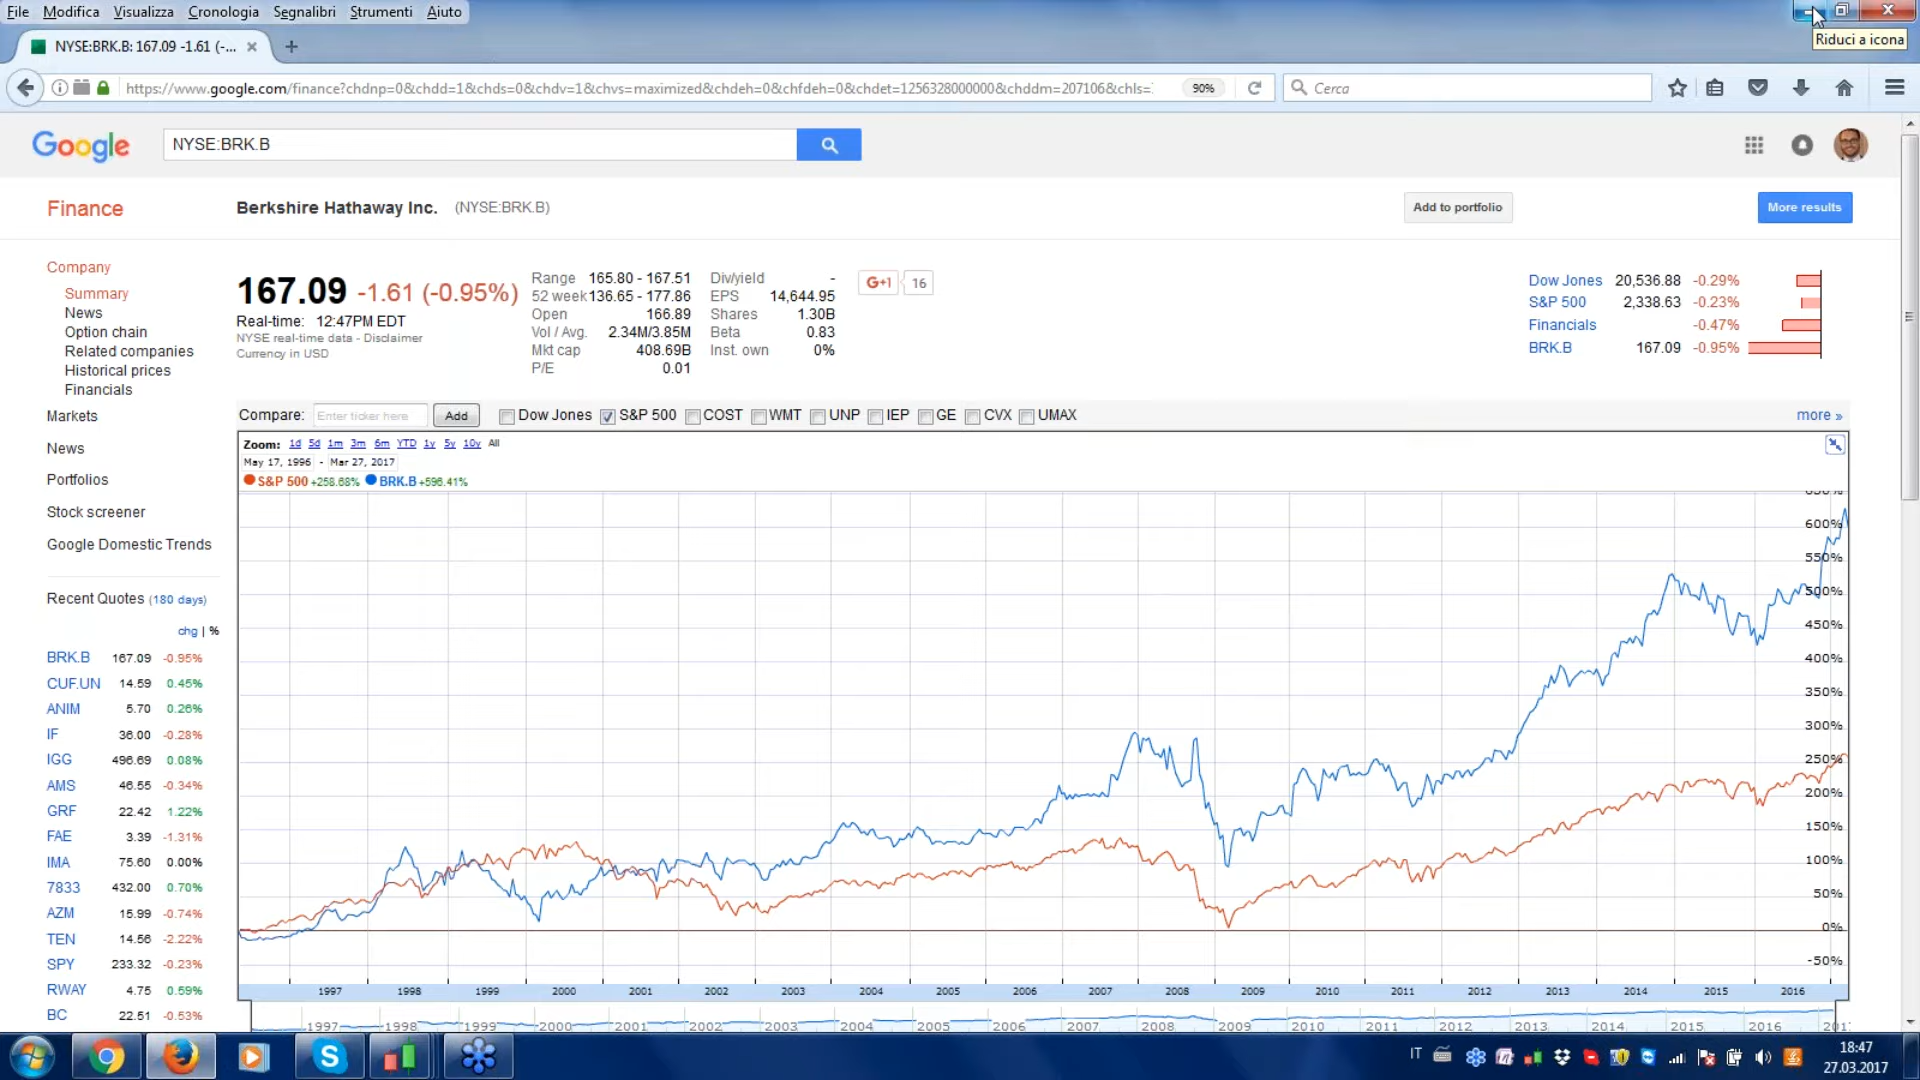 File Modifica Visualizza Cronologia Segnalibri Strumenti Aiuto
Riduci a icona
NYSE:BRK.B: 167.09 -1.61 (-...
https://www.google.com/finance?chdnp=0&chdd=1&chds=0&chdv=1&chvs=maximized&chdeh=0&chfdeh=0&chdet=1256328000000&chddm=207106&chls=
90%
Cerca
Google
NYSE:BRK.B
Finance
Berkshire Hathaway Inc. (NYSE:BRK.B)
Add to portfolio
More results
Company
Summary
News
Option chain
Related companies
Historical prices
Financials
Markets
News
Portfolios
Stock screener
Google Domestic Trends
Recent Quotes (180 days)
chg | %
BRK.B 167.09 -0.95%
CUF.UN 14.59 0.45%
ANIM 5.70 0.26%
IF 36.00 -0.28%
IGG 496.69 0.08%
AMS 46.55 -0.34%
GRF 22.42 1.22%
FAE 3.39 -1.31%
IMA 75.60 0.00%
7833 432.00 0.70%
AZM 15.99 -0.74%
TEN 14.56 -2.22%
SPY 233.32 -0.23%
RWAY 4.75 0.59%
BC 22.51 -0.53%
167.09 -1.61 (-0.95%)
Real-time: 12:47PM EDT
NYSE real-time data - Disclaimer
Currency in USD
Range 165.80 - 167.51
52 week 136.65 - 177.86
Open 166.89
Vol / Avg. 2.34M/3.85M
Mkt cap 408.69B
P/E 0.01
Div/yield -
EPS 14,644.95
Shares 1.30B
Beta 0.83
Inst. own 0%
G+1 16
Dow Jones 20,536.88 -0.29%
S&P 500 2,338.63 -0.23%
Financials -0.47%
BRK.B 167.09 -0.95%
Compare: Enter ticker here Add Dow Jones S&P 500 COST WMT UNP IEP GE CVX UMAX
more »
Zoom: 1d 5d 1m 3m 6m YTD 1y 5y 10y All
May 17, 1996 - Mar 27, 2017
S&P 500 +258.68% BRK.B +596.41%
650%
600%
550%
500%
450%
400%
350%
300%
250%
200%
150%
100%
50%
0%
-50%
1997 1998 1999 2000 2001 2002 2003 2004 2005 2006 2007 2008 2009 2010 2011 2012 2013 2014 2015 2016
1997 1998 1999 2000 2001 2002 2003 2004 2005 2006 2007 2008 2009 2010 2011 2012 2013 2014 2015 2016
IT
18:47
27.03.2017